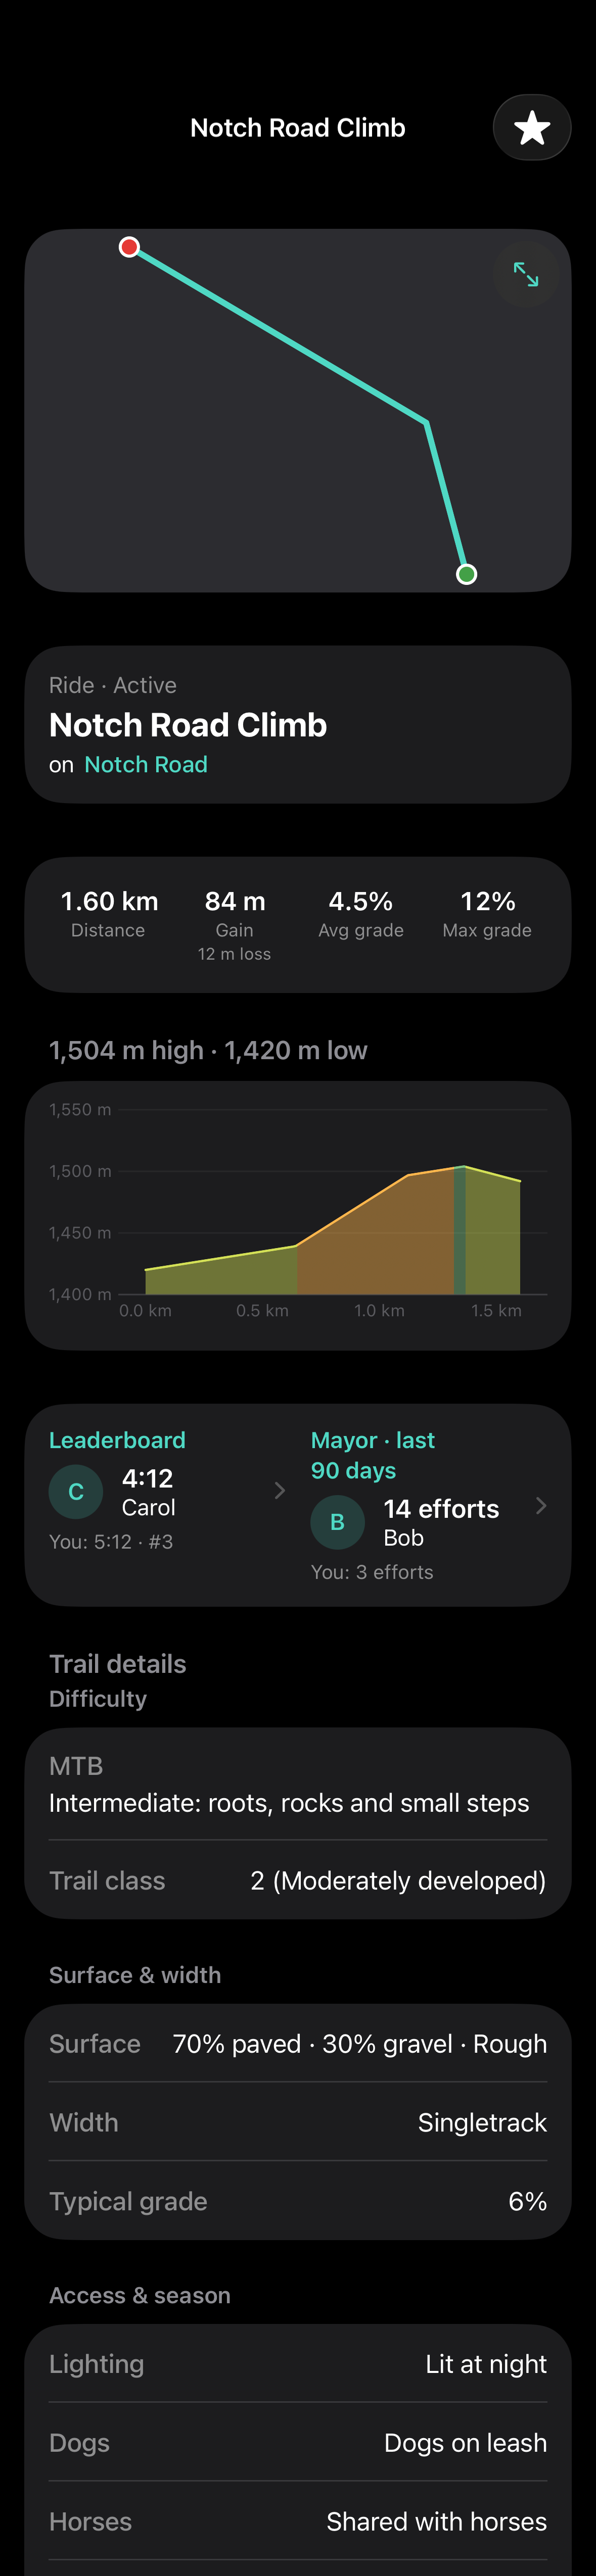 Notch Road Climb
Ride · Active
Notch Road Climb
on Notch Road
1.60 km 84 m 4.5% 12%
Distance Gain Avg grade Max grade
12 m loss
1,504 m high · 1,420 m low
1,550 m
1,500 m
1,450 m
1,400 m
0.0 km 0.5 km 1.0 km 1.5 km
Leaderboard
C
4:12
Carol
You: 5:12 · #3
Mayor · last
90 days
B
14 efforts
Bob
You: 3 efforts
Trail details
Difficulty
MTB
Intermediate: roots, rocks and small steps
Trail class 2 (Moderately developed)
Surface & width
Surface 70% paved · 30% gravel · Rough
Width Singletrack
Typical grade 6%
Access & season
Lighting Lit at night
Dogs Dogs on leash
Horses Shared with horses